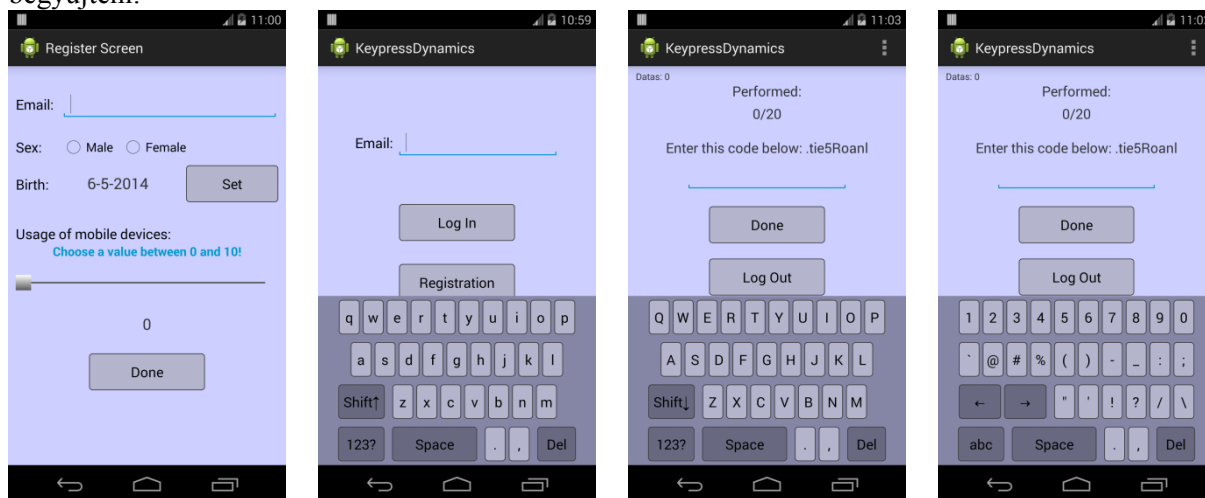 11:00
Register Screen
Email:
Sex: Male Female
Birth: 6-5-2014 Set
Usage of mobile devices:
Choose a value between 0 and 10!
0
Done
10:59
KeypressDynamics
Email:
Log In
Registration
q w e r t y u i o p
a s d f g h j k l
Shift↑ z x c v b n m
123? Space . , Del
11:03
KeypressDynamics
Datas: 0
Performed:
0/20
Enter this code below: .tie5Roanl
Done
Log Out
Q W E R T Y U I O P
A S D F G H J K L
Shift↓ Z X C V B N M
123? Space . , Del
KeypressDynamics
Datas: 0
Performed:
0/20
Enter this code below: .tie5Roanl
Done
Log Out
1 2 3 4 5 6 7 8 9 0
` @ # % ( ) - _ : ;
← → " ' ! ? / \
abc Space . , Del